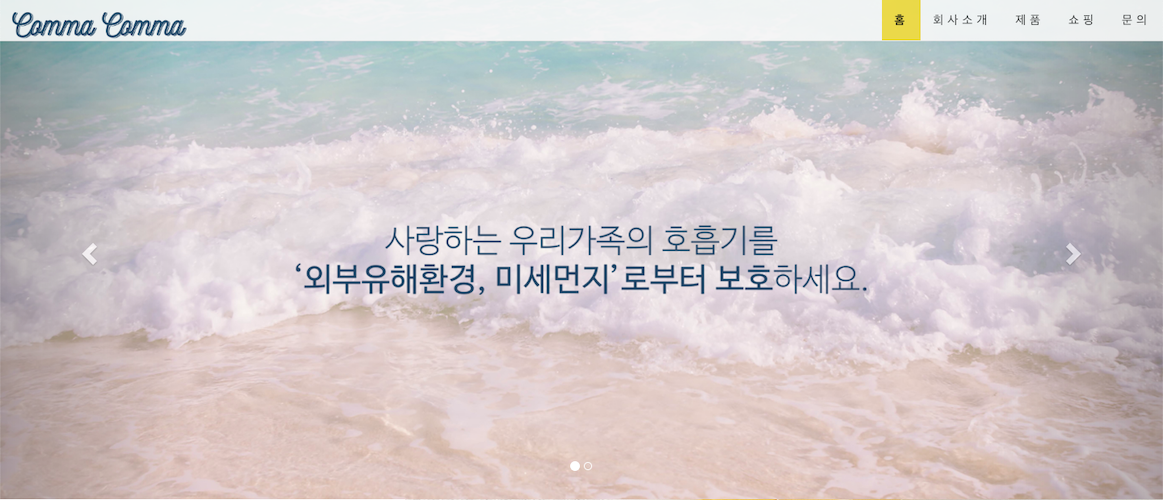 Comma Comma
홈
회사소개
제품
쇼핑
문의
사랑하는 우리가족의 호흡기를
‘외부유해환경, 미세먼지’로부터 보호하세요.